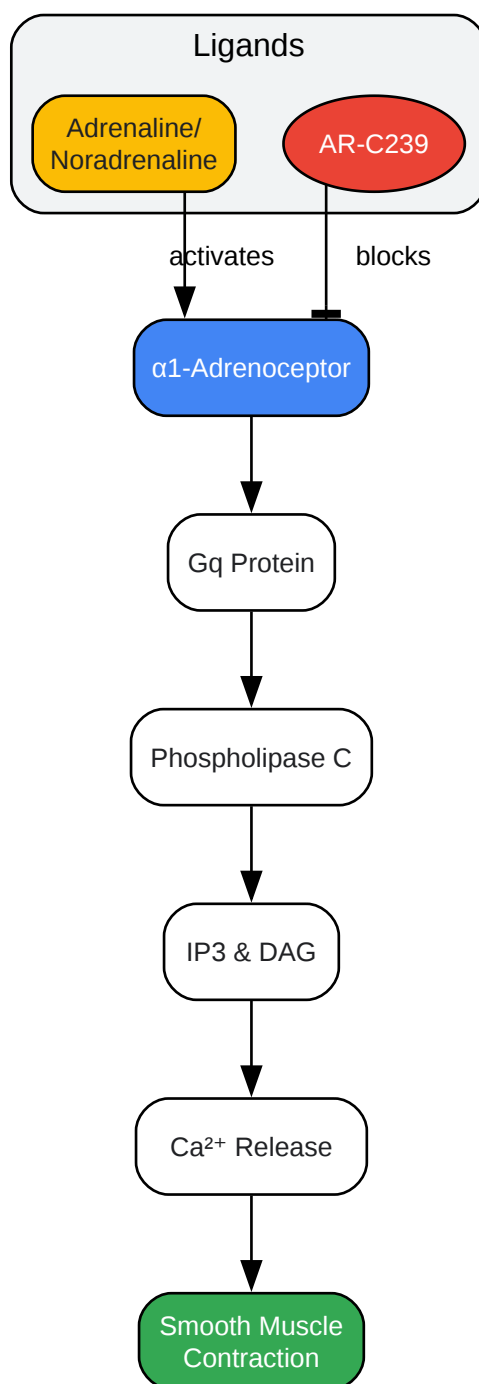 Ligands
Adrenaline/
Noradrenaline
AR-C239
activates
blocks
α1-Adrenoceptor
Gq Protein
Phospholipase C
IP3 & DAG
Ca²⁺ Release
Smooth Muscle
Contraction